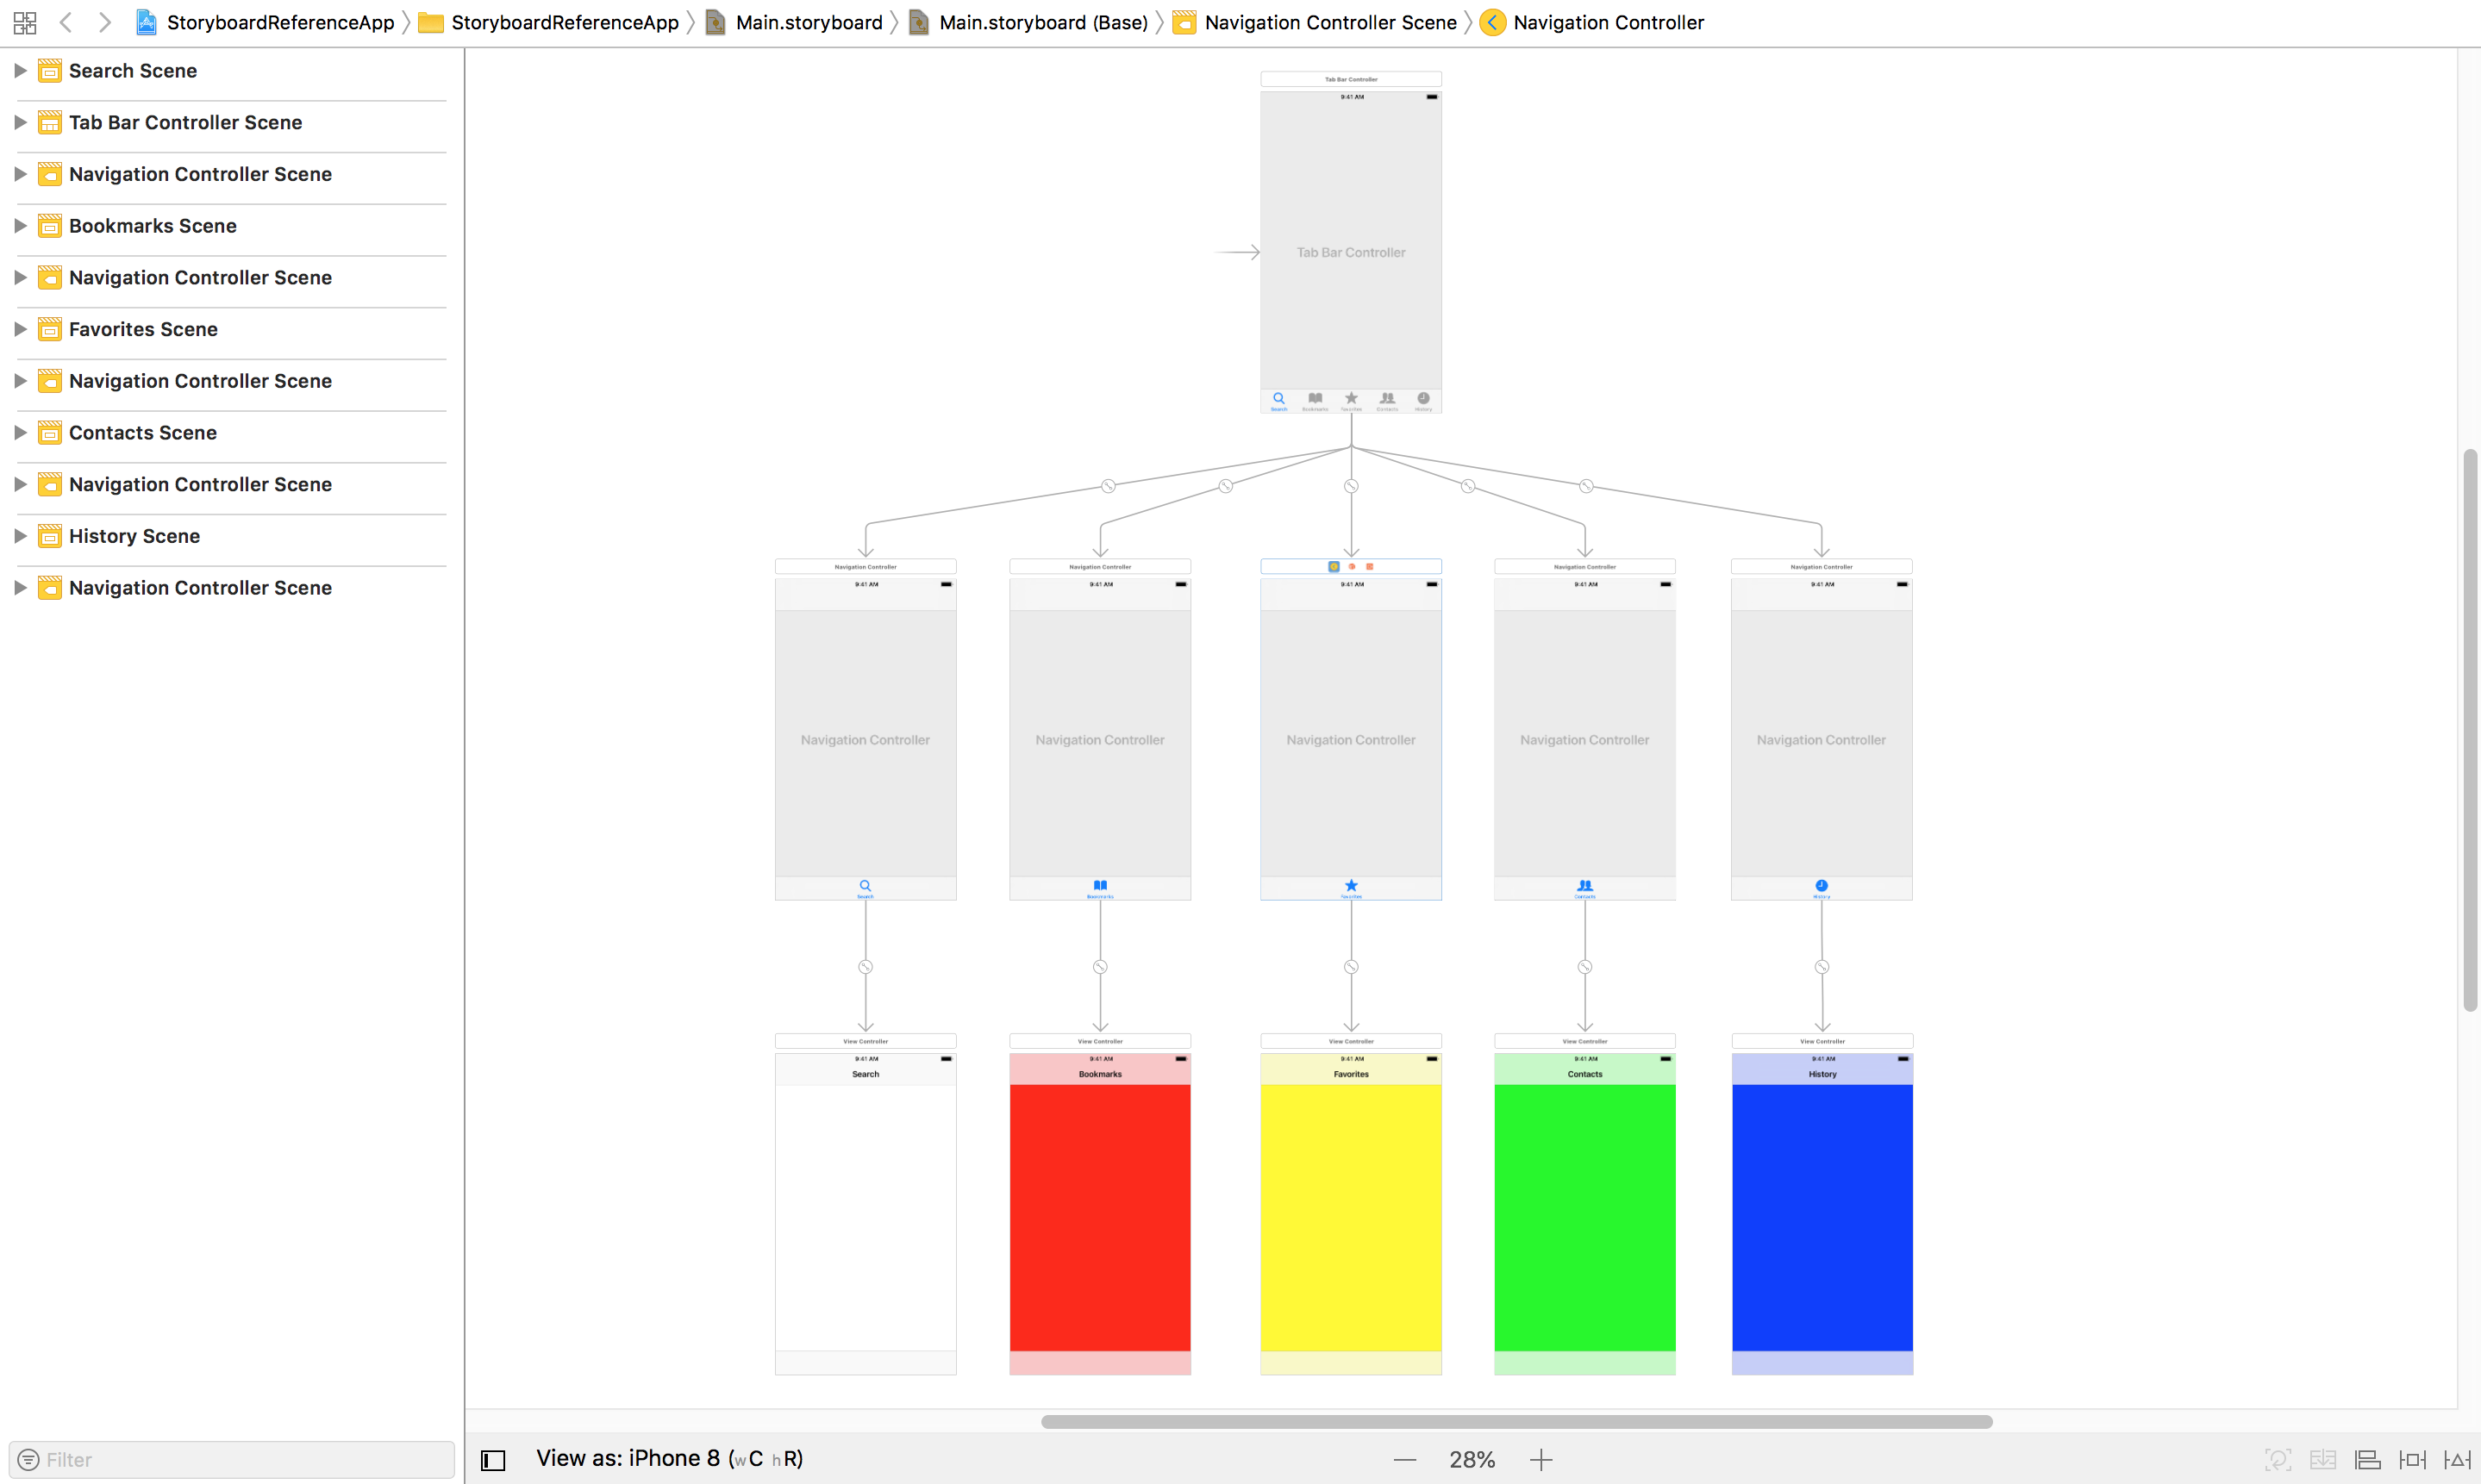 StoryboardReferenceApp StoryboardReferenceApp Main.storyboard Main.storyboard (Base) Navigation Controller Scene Navigation Controller
Search Scene
Tab Bar Controller Scene
Navigation Controller Scene
Bookmarks Scene
Navigation Controller Scene
Favorites Scene
Navigation Controller Scene
Contacts Scene
Navigation Controller Scene
History Scene
Navigation Controller Scene
Filter
Tab Bar Controller
9:41 AM
Tab Bar Controller
Search Bookmarks Favorites Contacts History
Navigation Controller Navigation Controller Navigation Controller Navigation Controller
9:41 AM 9:41 AM 9:41 AM 9:41 AM 9:41 AM
Navigation Controller Navigation Controller Navigation Controller Navigation Controller Navigation Controller
Search Bookmarks Favorites Contacts History
View Controller View Controller View Controller View Controller View Controller
9:41 AM 9:41 AM 9:41 AM 9:41 AM 9:41 AM
Search Bookmarks Favorites Contacts History
View as: iPhone 8 (wC hR) 28%